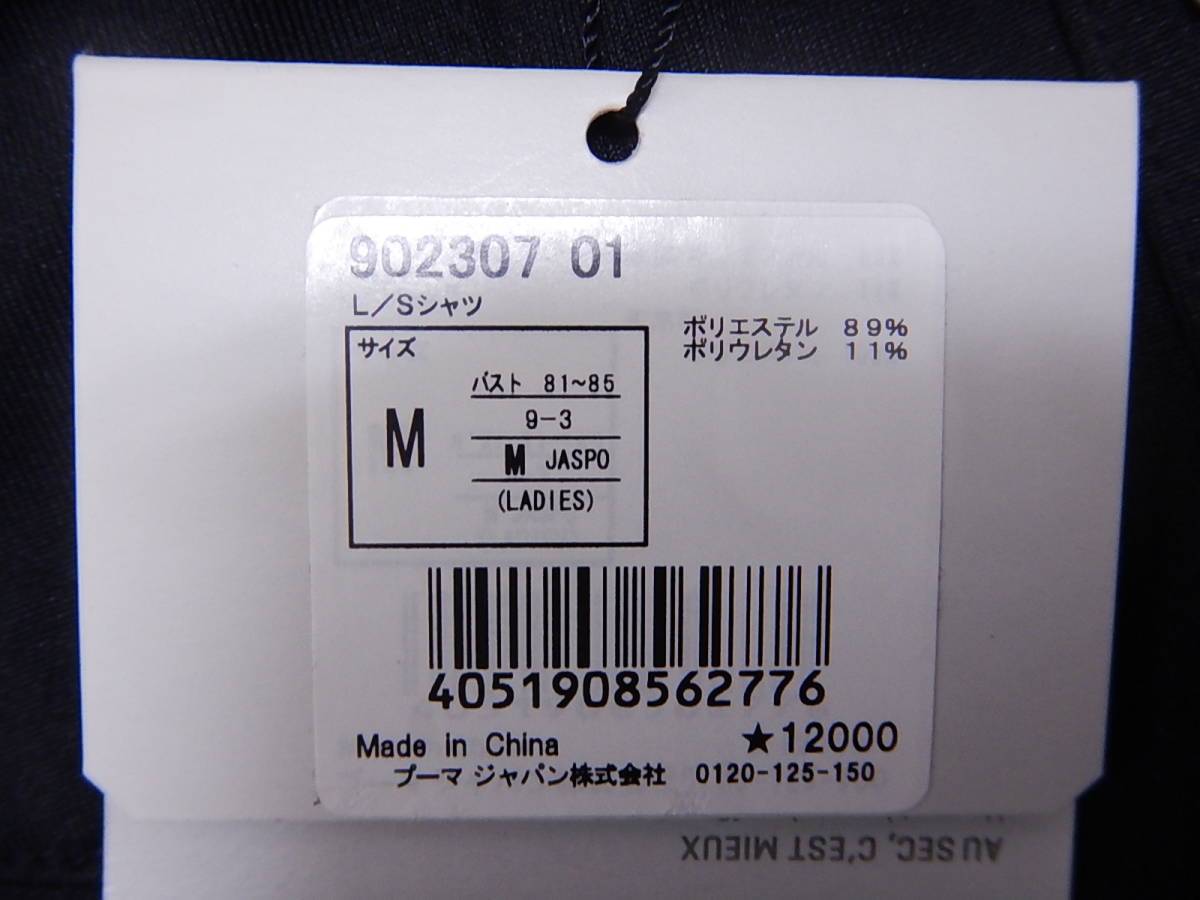 902307 01
L/Sシャツ
サイズ
M
バスト 81~85
9-3
M JASPO
(LADIES)
ポリエステル 89%
ポリウレタン 11%
4051908562776
Made in China
★12000
プーマ ジャパン株式会社 0120-125-150
AU SEC, C'EST MIEUX